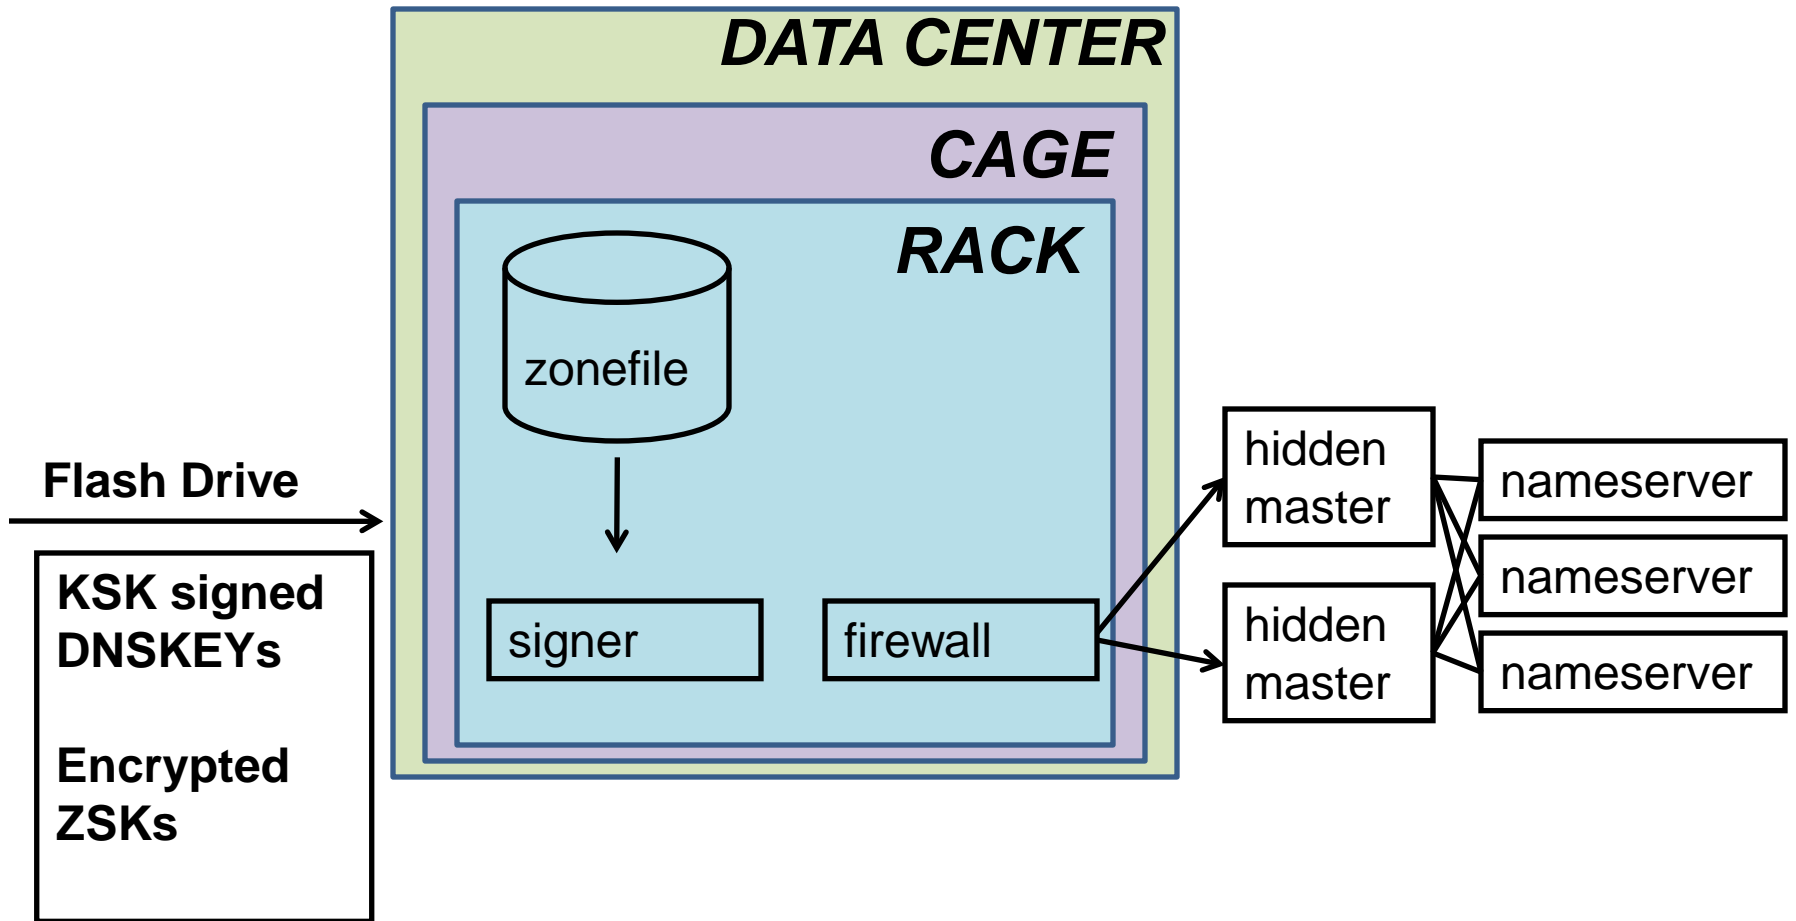 DATA CENTER
CAGE
RACK
zonefile
Flash Drive
KSK signed
DNSKEYs
Encrypted
ZSKs
signer
firewall
hidden
master
hidden
master
nameserver
nameserver
nameserver